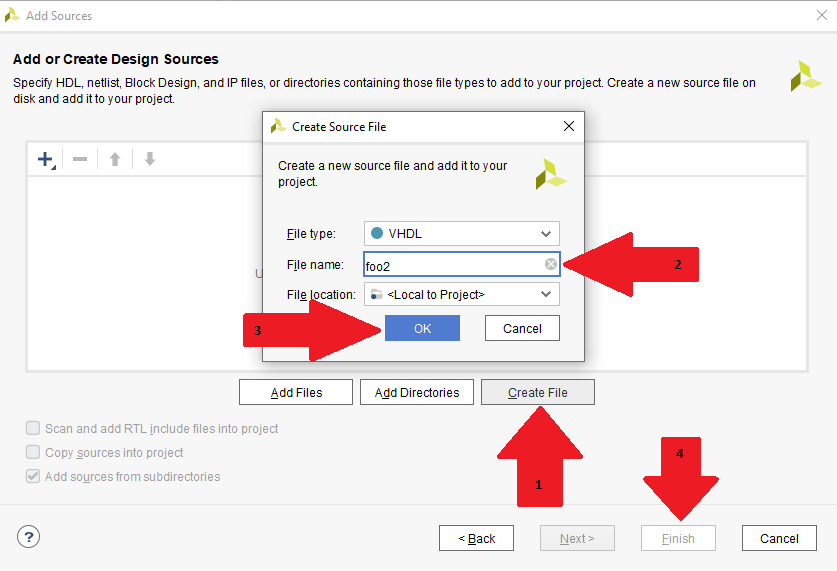 Add Sources
Add or Create Design Sources
Specify HDL, netlist, Block Design, and IP files, or directories containing those file types to add to your project. Create a new source file on
disk and add it to your project.
Create Source File
Create a new source file and add it to your
project.
File type:
VHDL
File name:
foo2
2
File location:
<Local to Project>
3
OK
Cancel
U
Add Files
Add Directories
Create File
Scan and add RTL include files into project
Copy sources into project
Add sources from subdirectories
1
4
?
< Back
Next >
Finish
Cancel